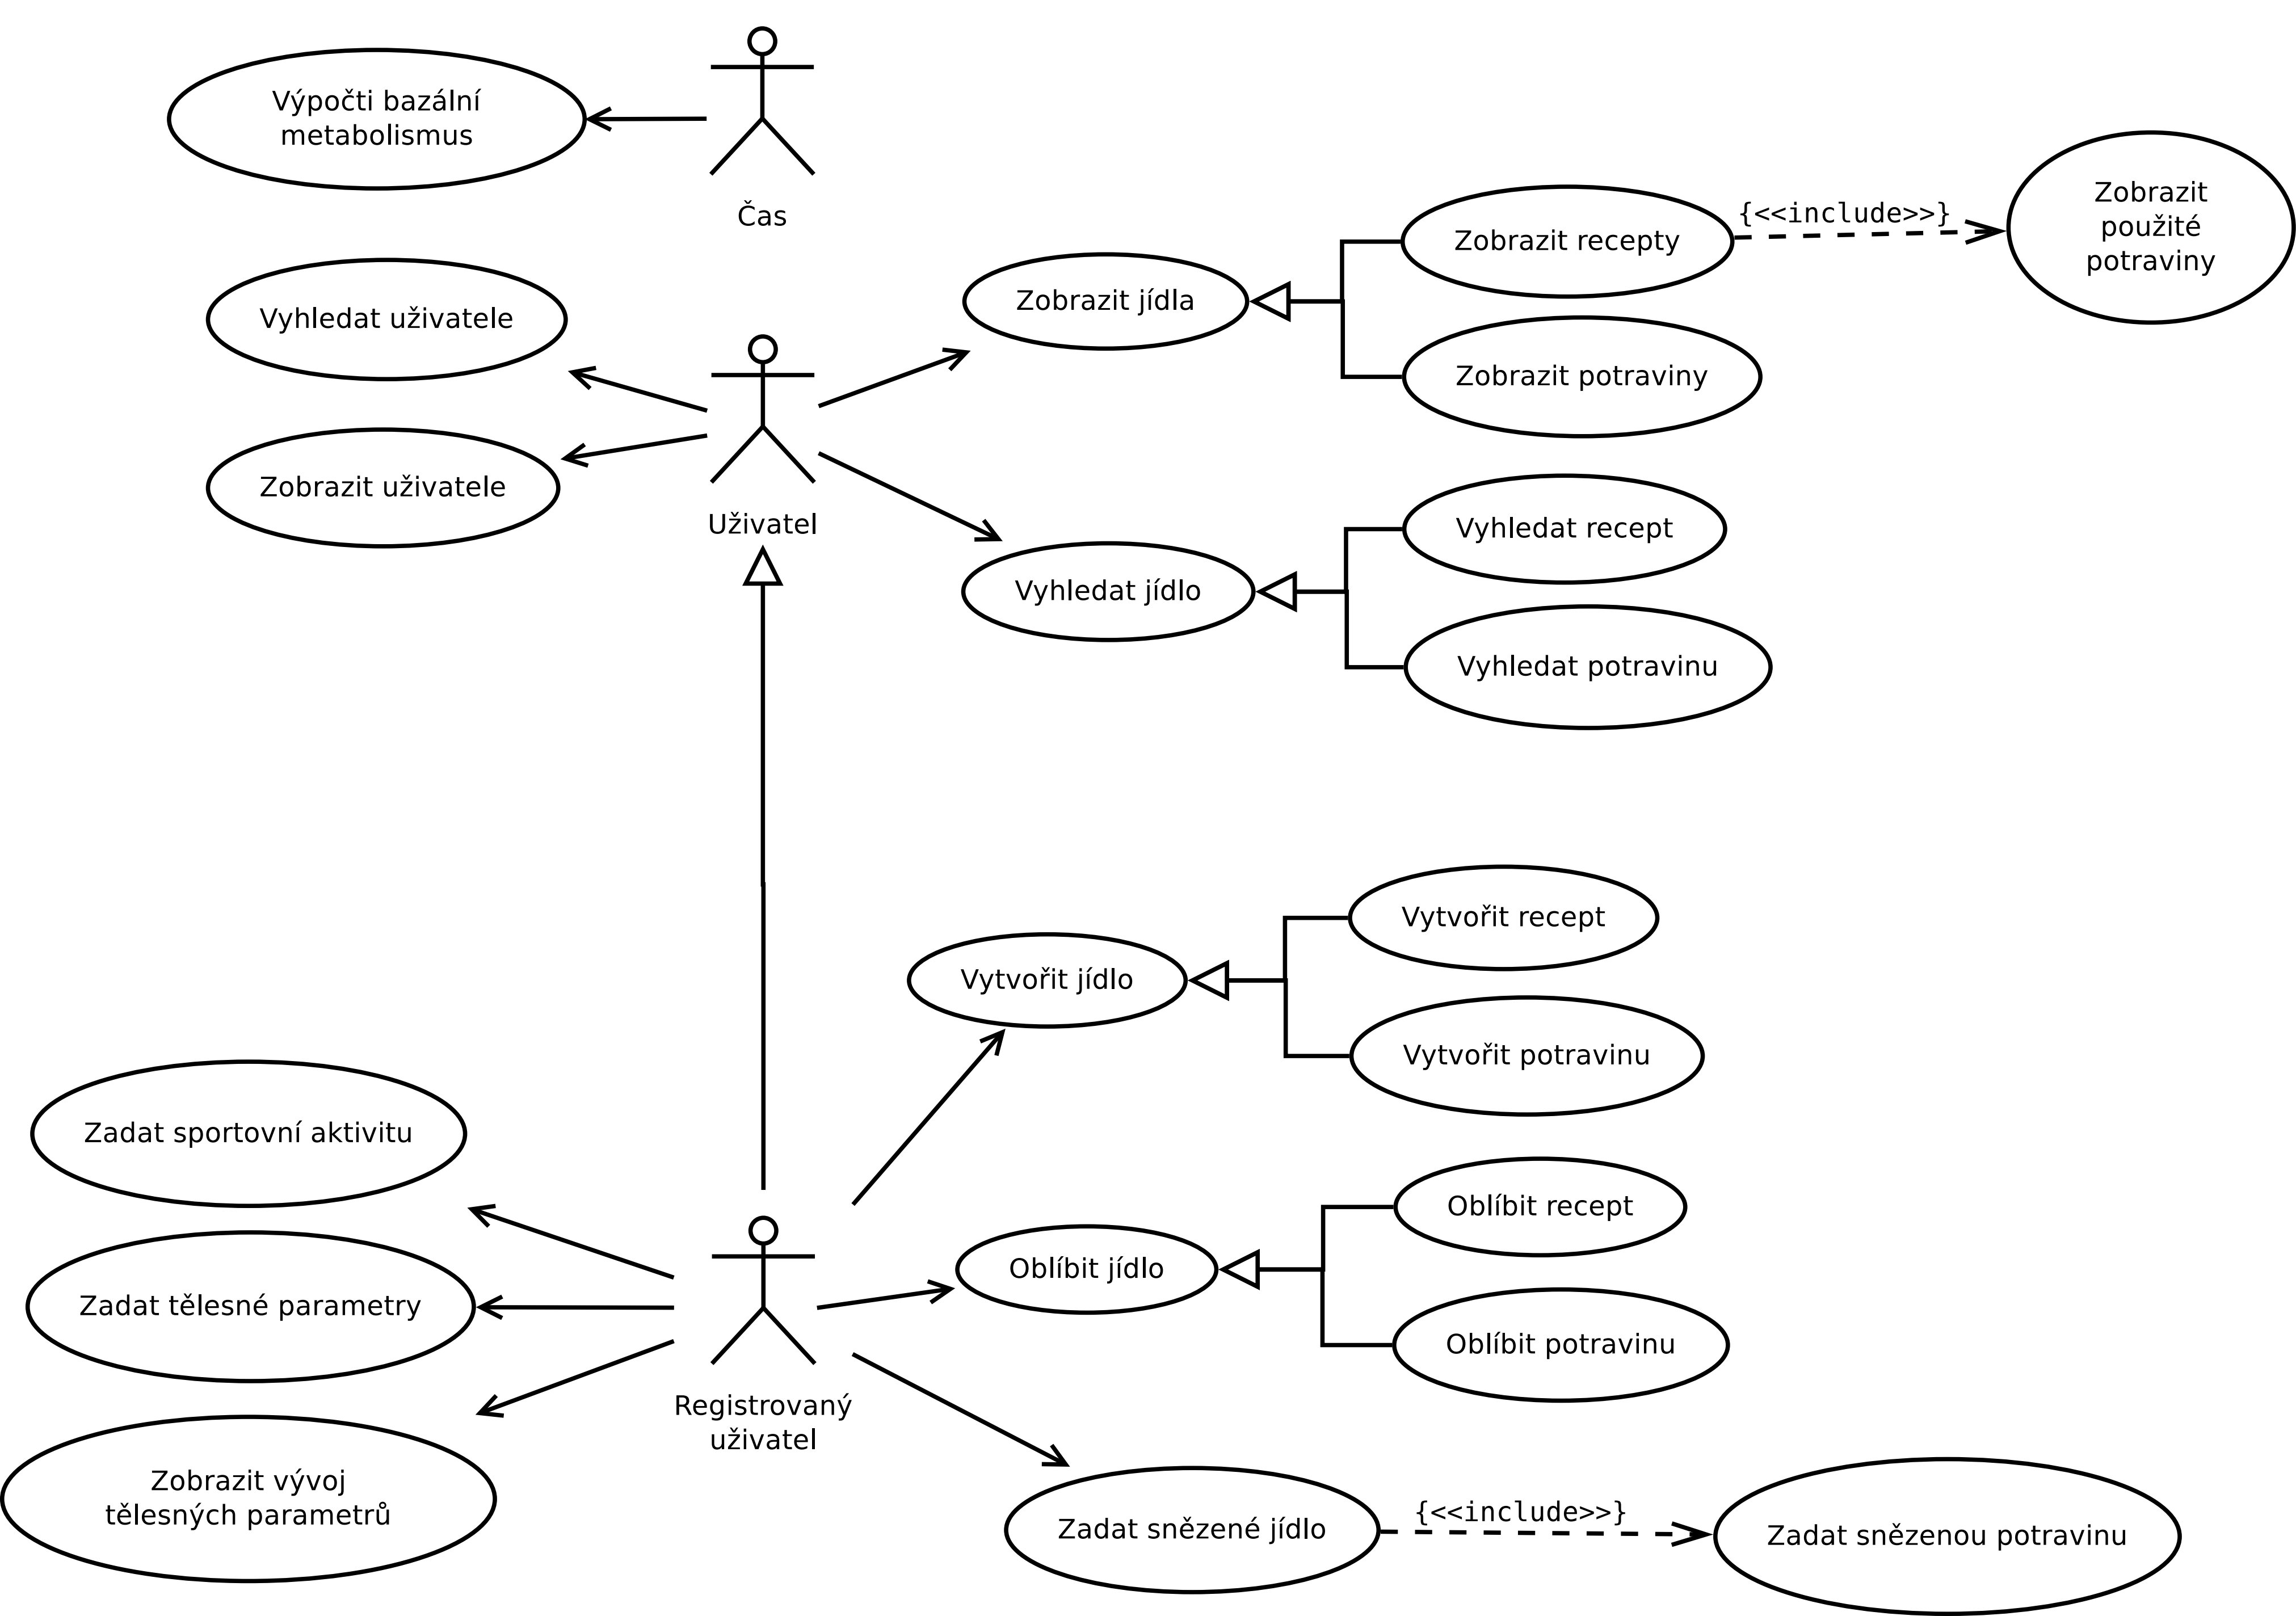 Výpočti bazální
metabolismus
Čas
Zobrazit
použité
potraviny
{<<include>>}
Zobrazit recepty
Zobrazit jídla
Vyhledat uživatele
Zobrazit potraviny
Zobrazit uživatele
Uživatel
Vyhledat recept
Vyhledat jídlo
Vyhledat potravinu
Vytvořit recept
Vytvořit jídlo
Vytvořit potravinu
Zadat sportovní aktivitu
Oblíbit recept
Oblíbit jídlo
Zadat tělesné parametry
Oblíbit potravinu
Registrovaný
uživatel
Zobrazit vývoj
tělesných parametrů
Zadat snězené jídlo
{<<include>>}
Zadat snězenou potravinu